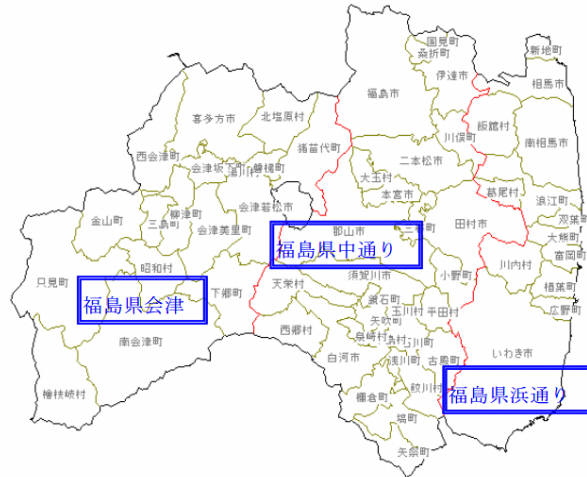 国見町
桑折町
新地町
伊達市
相馬市
福島市
喜多方市
北塩原村
飯舘村
川俣町
南相馬市
猪苗代町
西会津町
会津坂下町
湯川村
磐梯町
二本松市
大玉村
本宮市
葛尾村
浪江町
双葉町
大熊町
富岡町
楢葉町
広野町
川内村
田村市
三春町
郡山市
会津若松市
会津美里町
柳津町
三島町
金山町
昭和村
只見町
下郷町
南会津町
檜枝岐村
須賀川市
天栄村
鏡石町
玉川村
平田村
小野町
矢吹町
泉崎村
石川町
西郷村
白河市
浅川町
古殿町
鮫川村
棚倉町
塙町
矢祭町
いわき市
福島県中通り
福島県会津
福島県浜通り